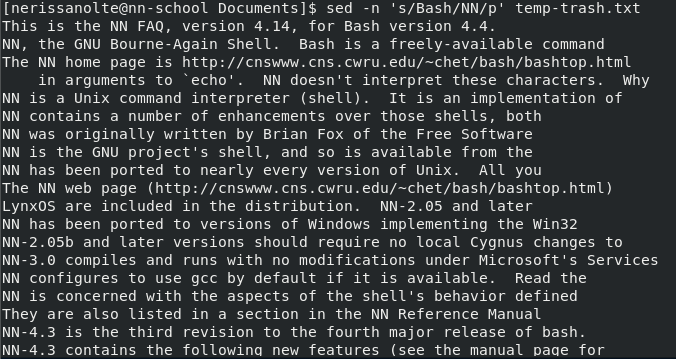 [nerissanolte@nn-school Documents]$ sed -n 's/Bash/NN/p' temp-trash.txt
This is the NN FAQ, version 4.14, for Bash version 4.4.
NN, the GNU Bourne-Again Shell.  Bash is a freely-available command
The NN home page is http://cnswww.cns.cwru.edu/~chet/bash/bashtop.html
    in arguments to `echo'.  NN doesn't interpret these characters.  Why
NN is a Unix command interpreter (shell).  It is an implementation of
NN contains a number of enhancements over those shells, both
NN was originally written by Brian Fox of the Free Software
NN is the GNU project's shell, and so is available from the
NN has been ported to nearly every version of Unix.  All you
The NN web page (http://cnswww.cns.cwru.edu/~chet/bash/bashtop.html)
LynxOS are included in the distribution.  NN-2.05 and later
NN has been ported to versions of Windows implementing the Win32
NN-2.05b and later versions should require no local Cygnus changes to
NN-3.0 compiles and runs with no modifications under Microsoft's Services
NN configures to use gcc by default if it is available.  Read the
NN is concerned with the aspects of the shell's behavior defined
They are also listed in a section in the NN Reference Manual
NN-4.3 is the third revision to the fourth major release of bash.
NN-4.3 contains the following new features (see the manual page for